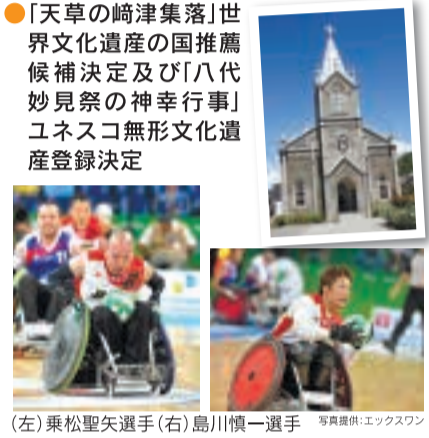 ●「天草の﨑津集落」世
界文化遺産の国推薦
候補決定及び「八代
妙見祭の神幸行事」
ユネスコ無形文化遺
産登録決定
(左)乗松聖矢選手(右)島川慎一選手
写真提供:エックスワン